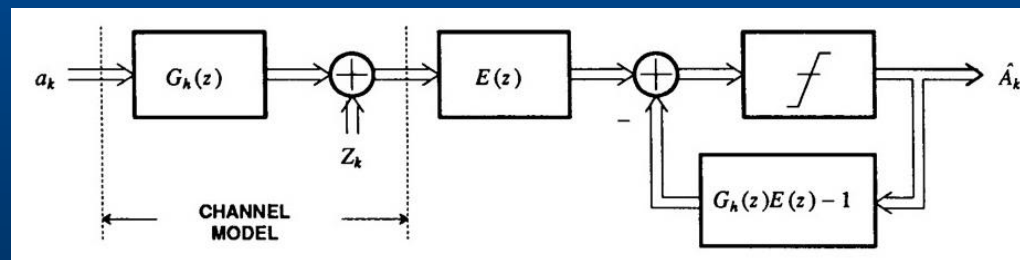 a_k
G_h(z)
Z_k
E(z)
−
Â_k
G_h(z)E(z) − 1
CHANNEL
MODEL